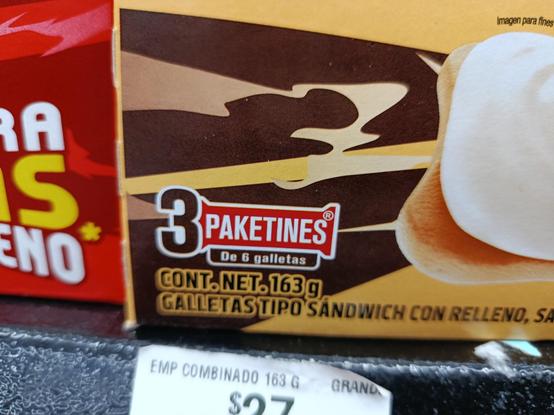 Imagen para fines
RA
AS*
ENO
3 PAKETINES®
De 6 galletas
CONT. NET. 163 g
GALLETAS TIPO SÁNDWICH CON RELLENO, SA
EMP COMBINADO 163 G GRAND
$27